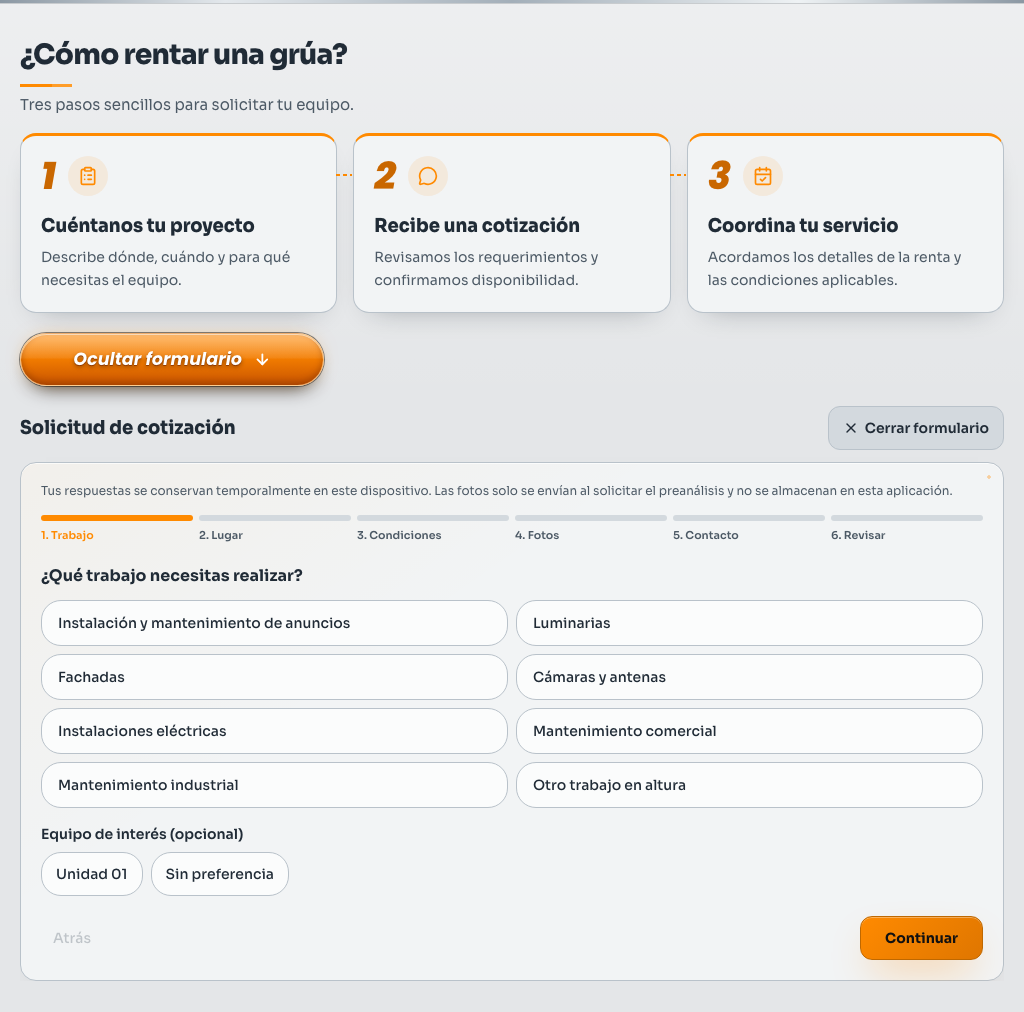 ¿Cómo rentar una grúa?
Tres pasos sencillos para solicitar tu equipo.
1
Cuéntanos tu proyecto
Describe dónde, cuándo y para qué
necesitas el equipo.
2
Recibe una cotización
Revisamos los requerimientos y
confirmamos disponibilidad.
3
Coordina tu servicio
Acordamos los detalles de la renta y
las condiciones aplicables.
Ocultar formulario ↓
Solicitud de cotización
Cerrar formulario
Tus respuestas se conservan temporalmente en este dispositivo. Las fotos solo se envían al solicitar el preanálisis y no se almacenan en esta aplicación.
1. Trabajo
2. Lugar
3. Condiciones
4. Fotos
5. Contacto
6. Revisar
¿Qué trabajo necesitas realizar?
Instalación y mantenimiento de anuncios
Luminarias
Fachadas
Cámaras y antenas
Instalaciones eléctricas
Mantenimiento comercial
Mantenimiento industrial
Otro trabajo en altura
Equipo de interés (opcional)
Unidad 01
Sin preferencia
Atrás
Continuar